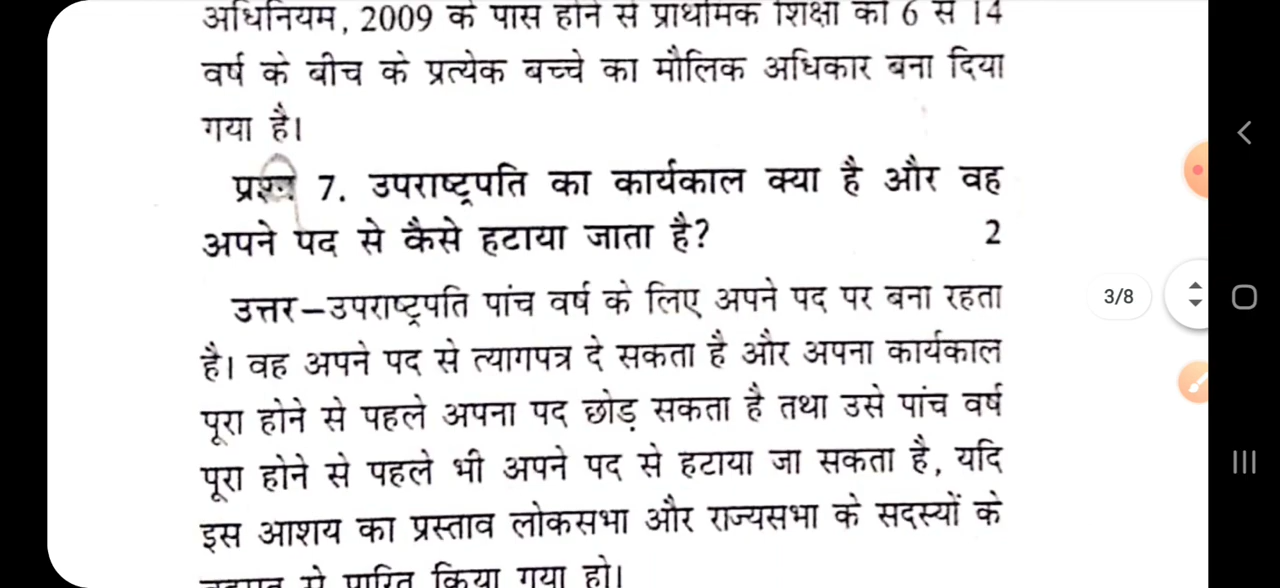 अधिनियम, 2009 के पास होने से प्राथमिक शिक्षा को 6 से 14
वर्ष के बीच के प्रत्येक बच्चे का मौलिक अधिकार बना दिया
गया है।
प्रश्न 7. उपराष्ट्रपति का कार्यकाल क्या है और वह
अपने पद से कैसे हटाया जाता है? 2
उत्तर–उपराष्ट्रपति पांच वर्ष के लिए अपने पद पर बना रहता
है। वह अपने पद से त्यागपत्र दे सकता है और अपना कार्यकाल
पूरा होने से पहले अपना पद छोड़ सकता है तथा उसे पांच वर्ष
पूरा होने से पहले भी अपने पद से हटाया जा सकता है, यदि
इस आशय का प्रस्ताव लोकसभा और राज्यसभा के सदस्यों के
बहुमत से पारित किया गया हो।
3/8